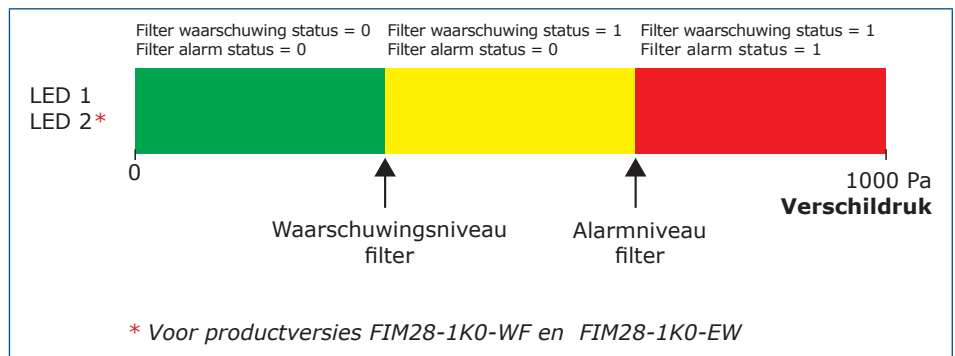 Filter waarschuwing status = 0
Filter alarm status = 0
Filter waarschuwing status = 1
Filter alarm status = 0
Filter waarschuwing status = 1
Filter alarm status = 1
LED 1
LED 2*
0
1000 Pa
Verschildruk
Waarschuwingsniveau
filter
Alarmniveau
filter
* Voor productversies FIM28-1K0-WF en FIM28-1K0-EW